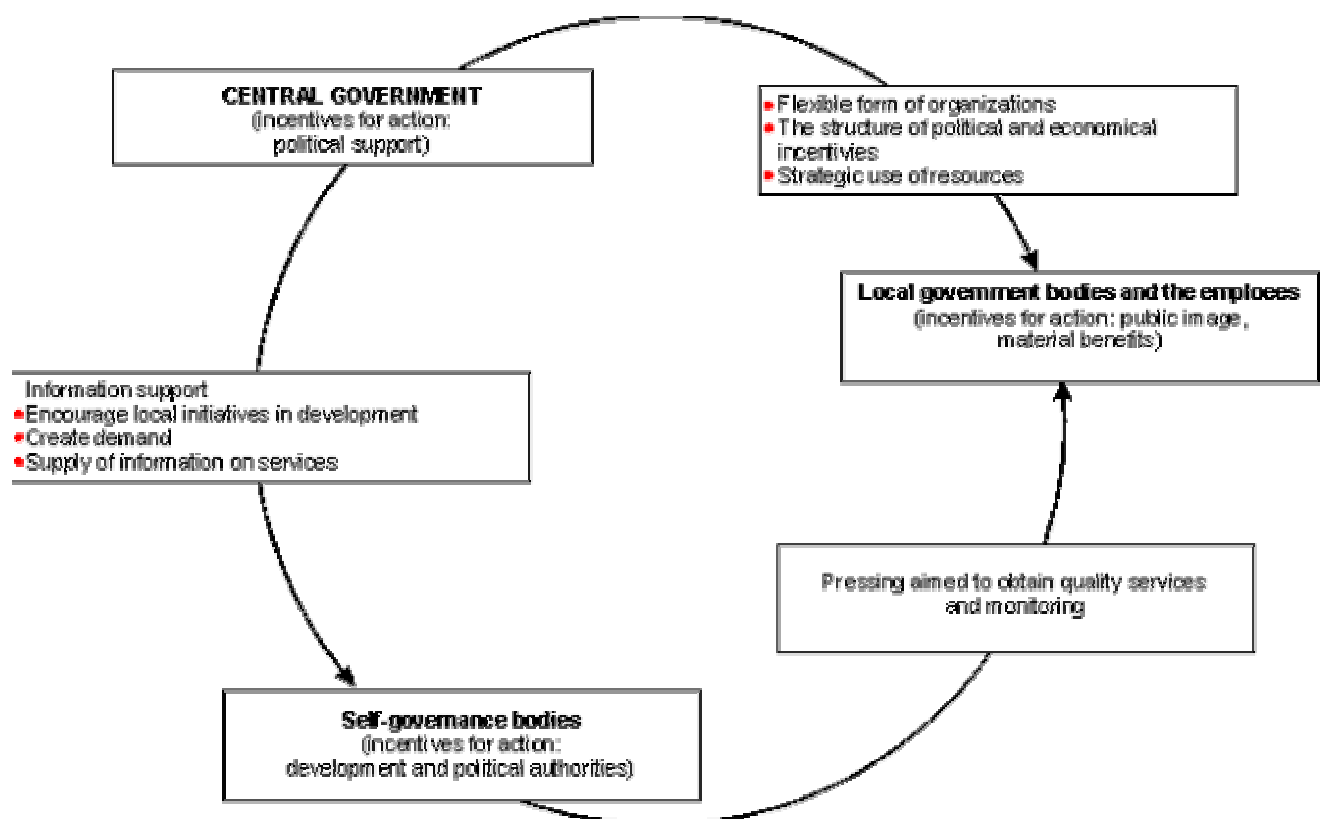 CENTRAL GOVERNMENT
(incentives for action:
political support)
• Flexible form of organizations
• The structure of political and economical
incentivies
• Strategic use of resources
Local government bodies and the emploees
(incentives for action: public image,
material benefits)
Information support
• Encourage local initiatives in development
• Create demand
• Supply of information on services
Pressing aimed to obtain quality services
and monitoring
Self-governance bodies
(incentives for action:
development and political authorities)